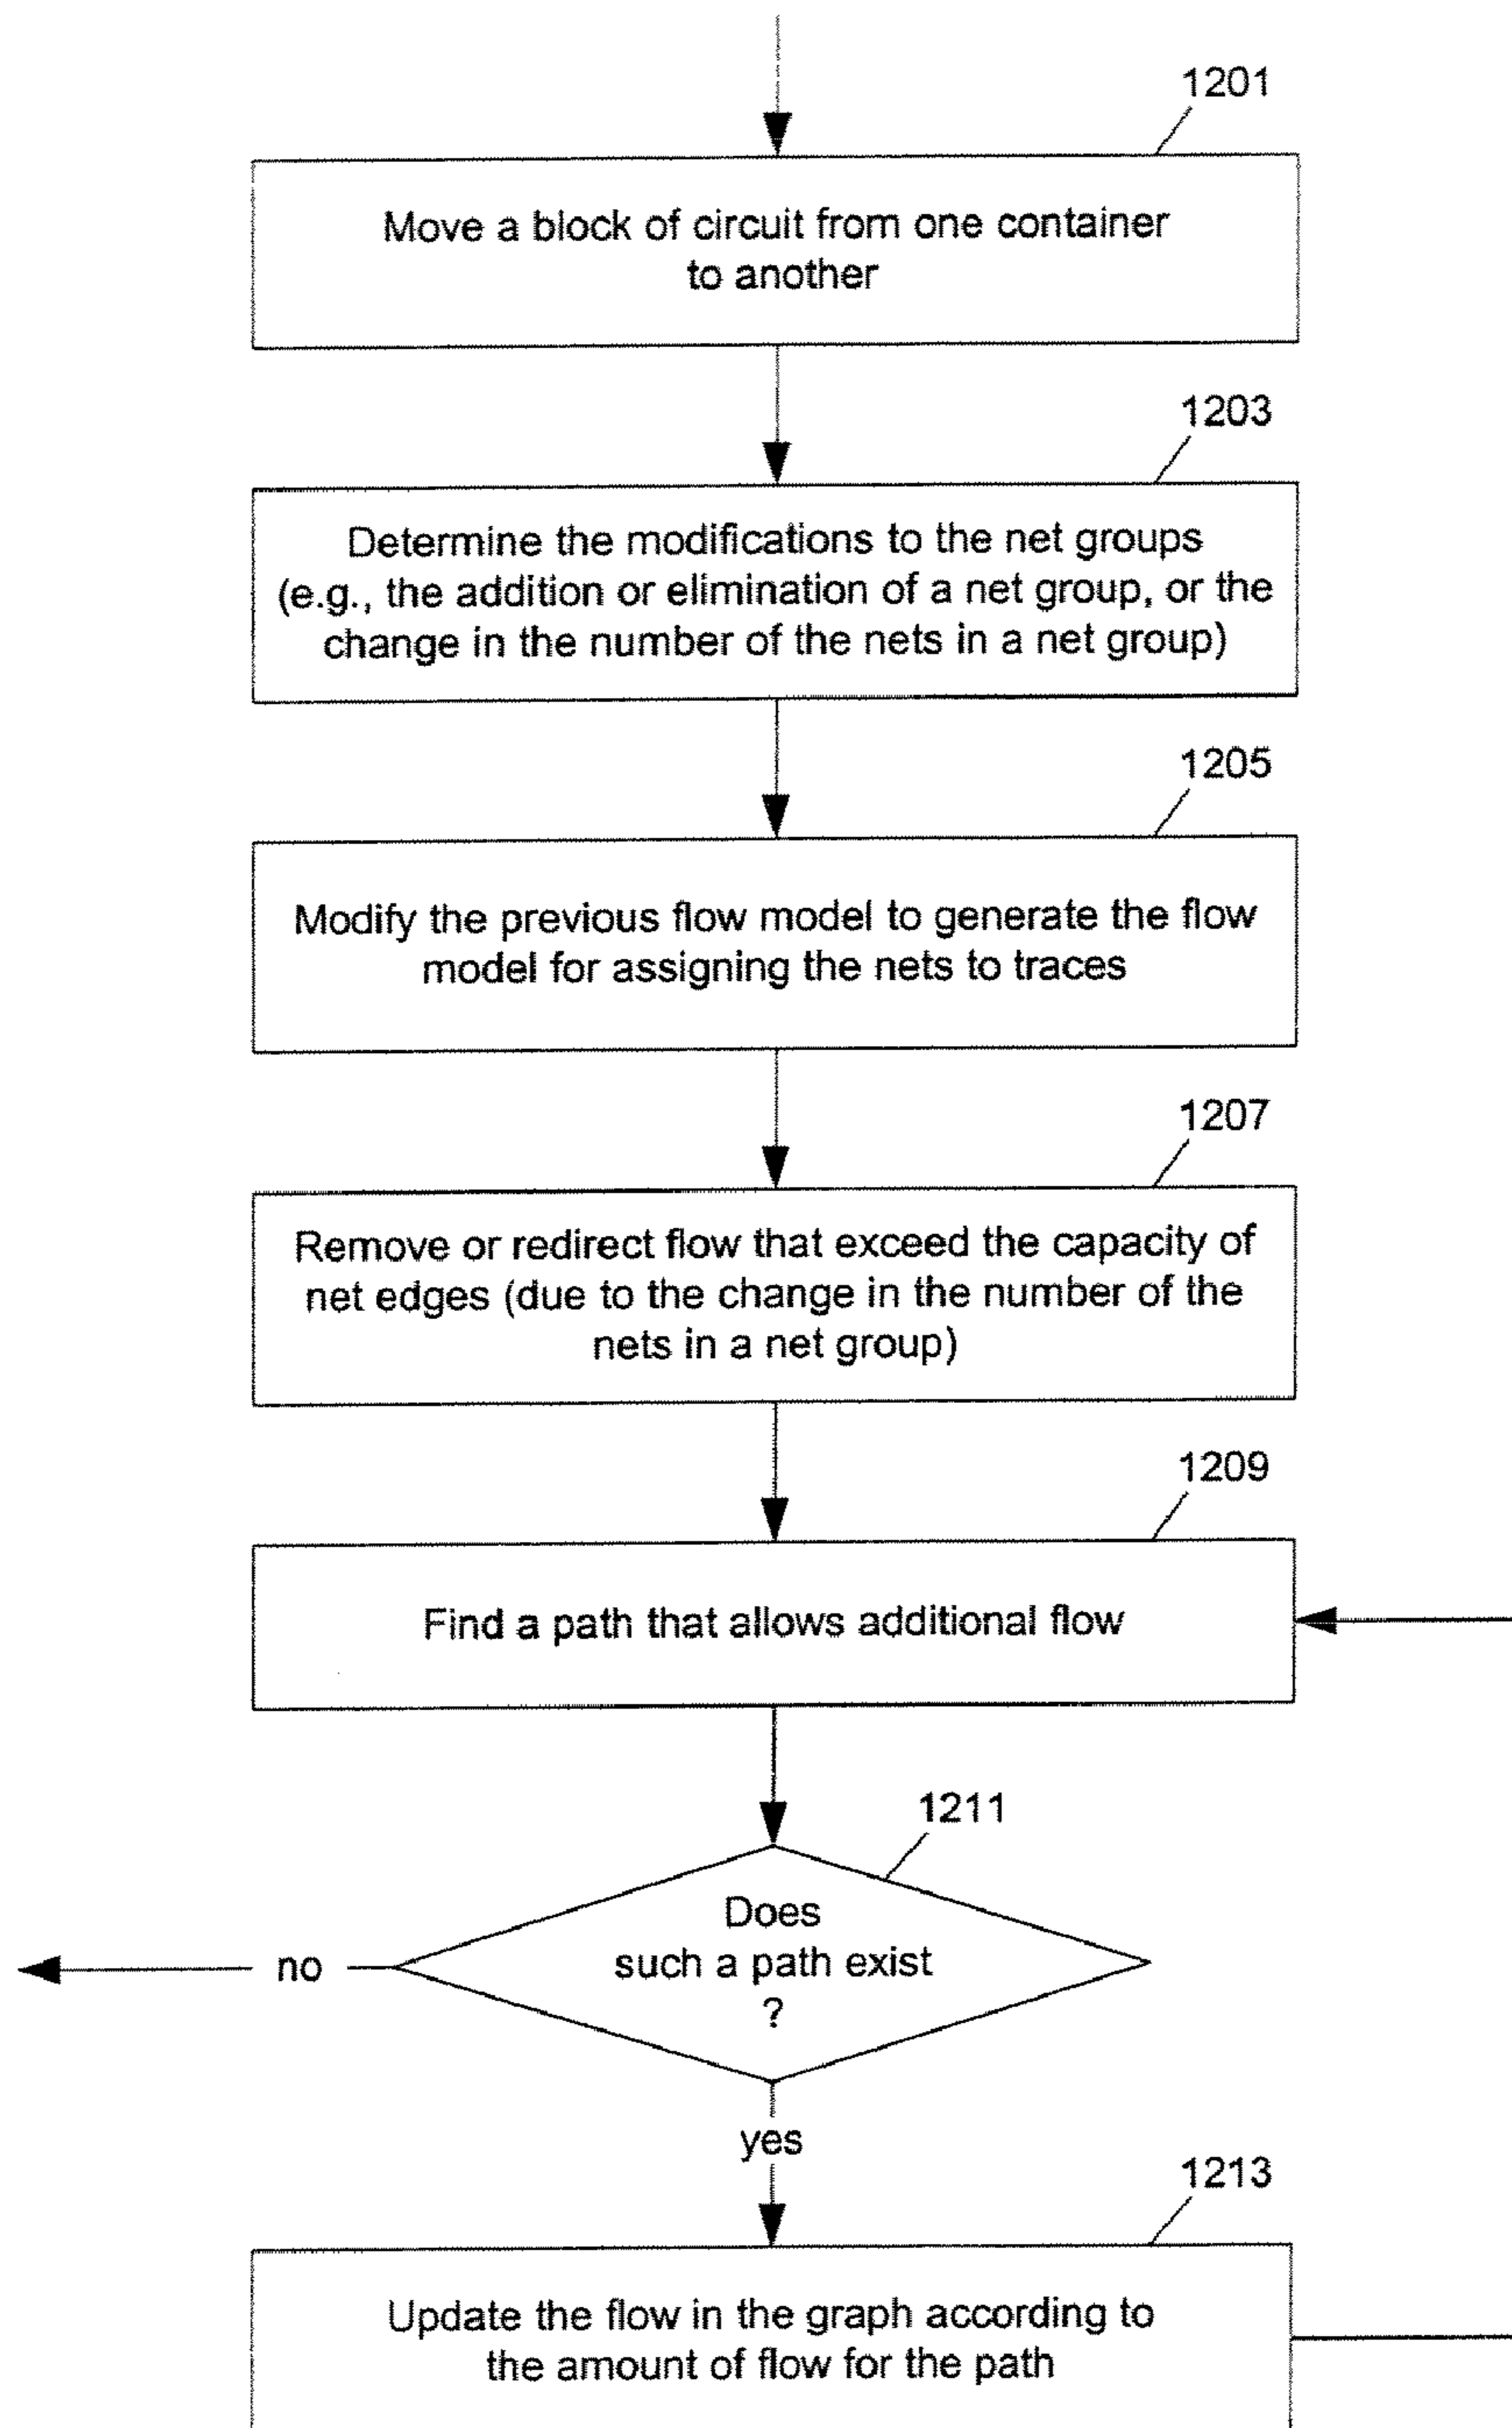 1201
Move a block of circuit from one container
to another
1203
Determine the modifications to the net groups
(e.g., the addition or elimination of a net group, or the
change in the number of the nets in a net group)
1205
Modify the previous flow model to generate the flow
model for assigning the nets to traces
1207
Remove or redirect flow that exceed the capacity of
net edges (due to the change in the number of the
nets in a net group)
1209
Find a path that allows additional flow
1211
Does
such a path exist
?
no
yes
1213
Update the flow in the graph according to
the amount of flow for the path